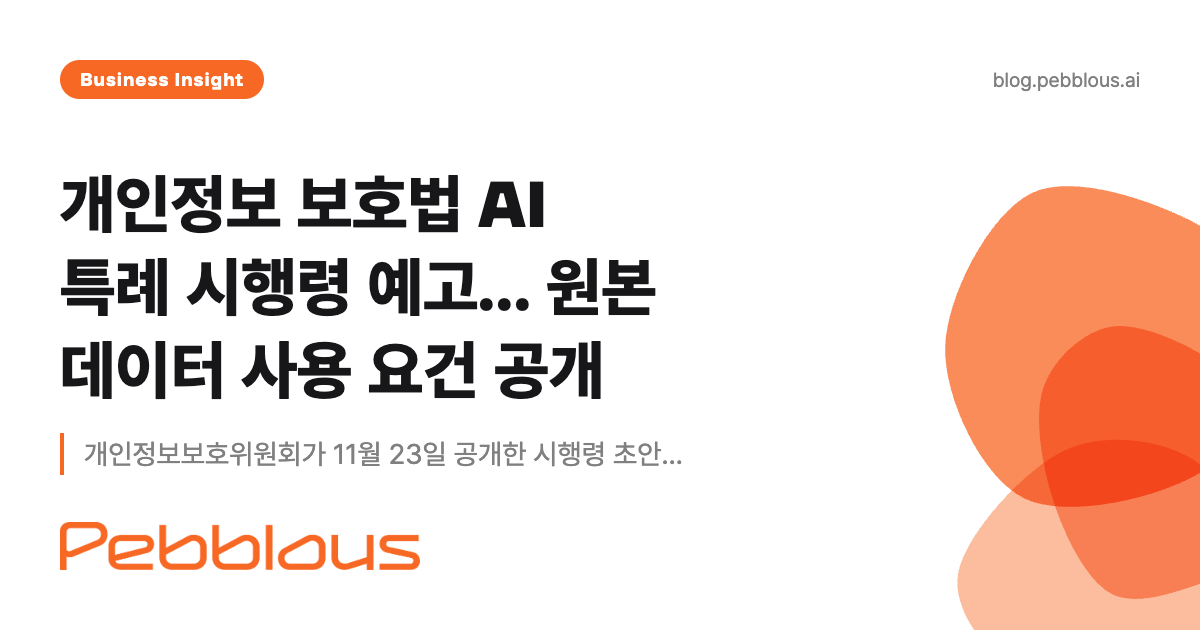 Business Insight
blog.pebblous.ai
개인정보 보호법 AI
특례 시행령 예고... 원본
데이터 사용 요건 공개
개인정보보호위원회가 11월 23일 공개한 시행령 초안...
Pebblous